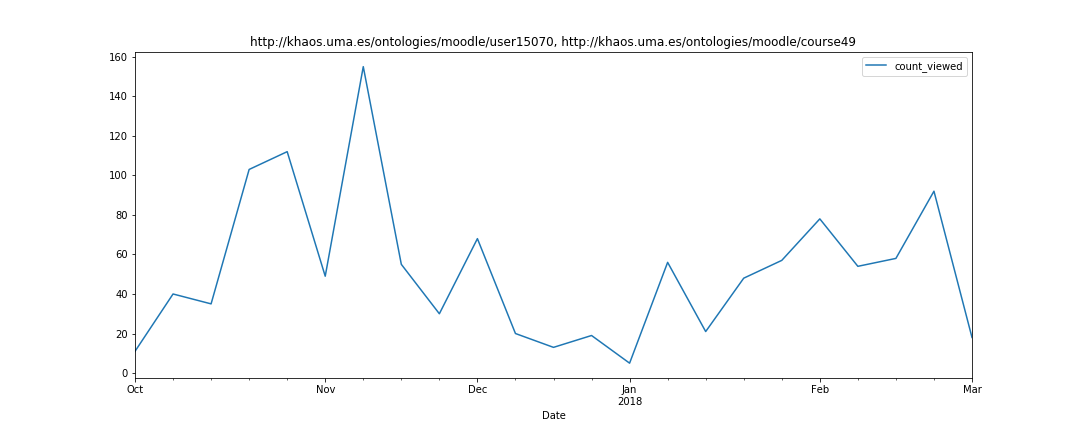 http://khaos.uma.es/ontologies/moodle/user15070, http://khaos.uma.es/ontologies/moodle/course49
count_viewed
160
140
120
100
80
60
40
20
0
Oct Nov Dec Jan Feb Mar
2018
Date